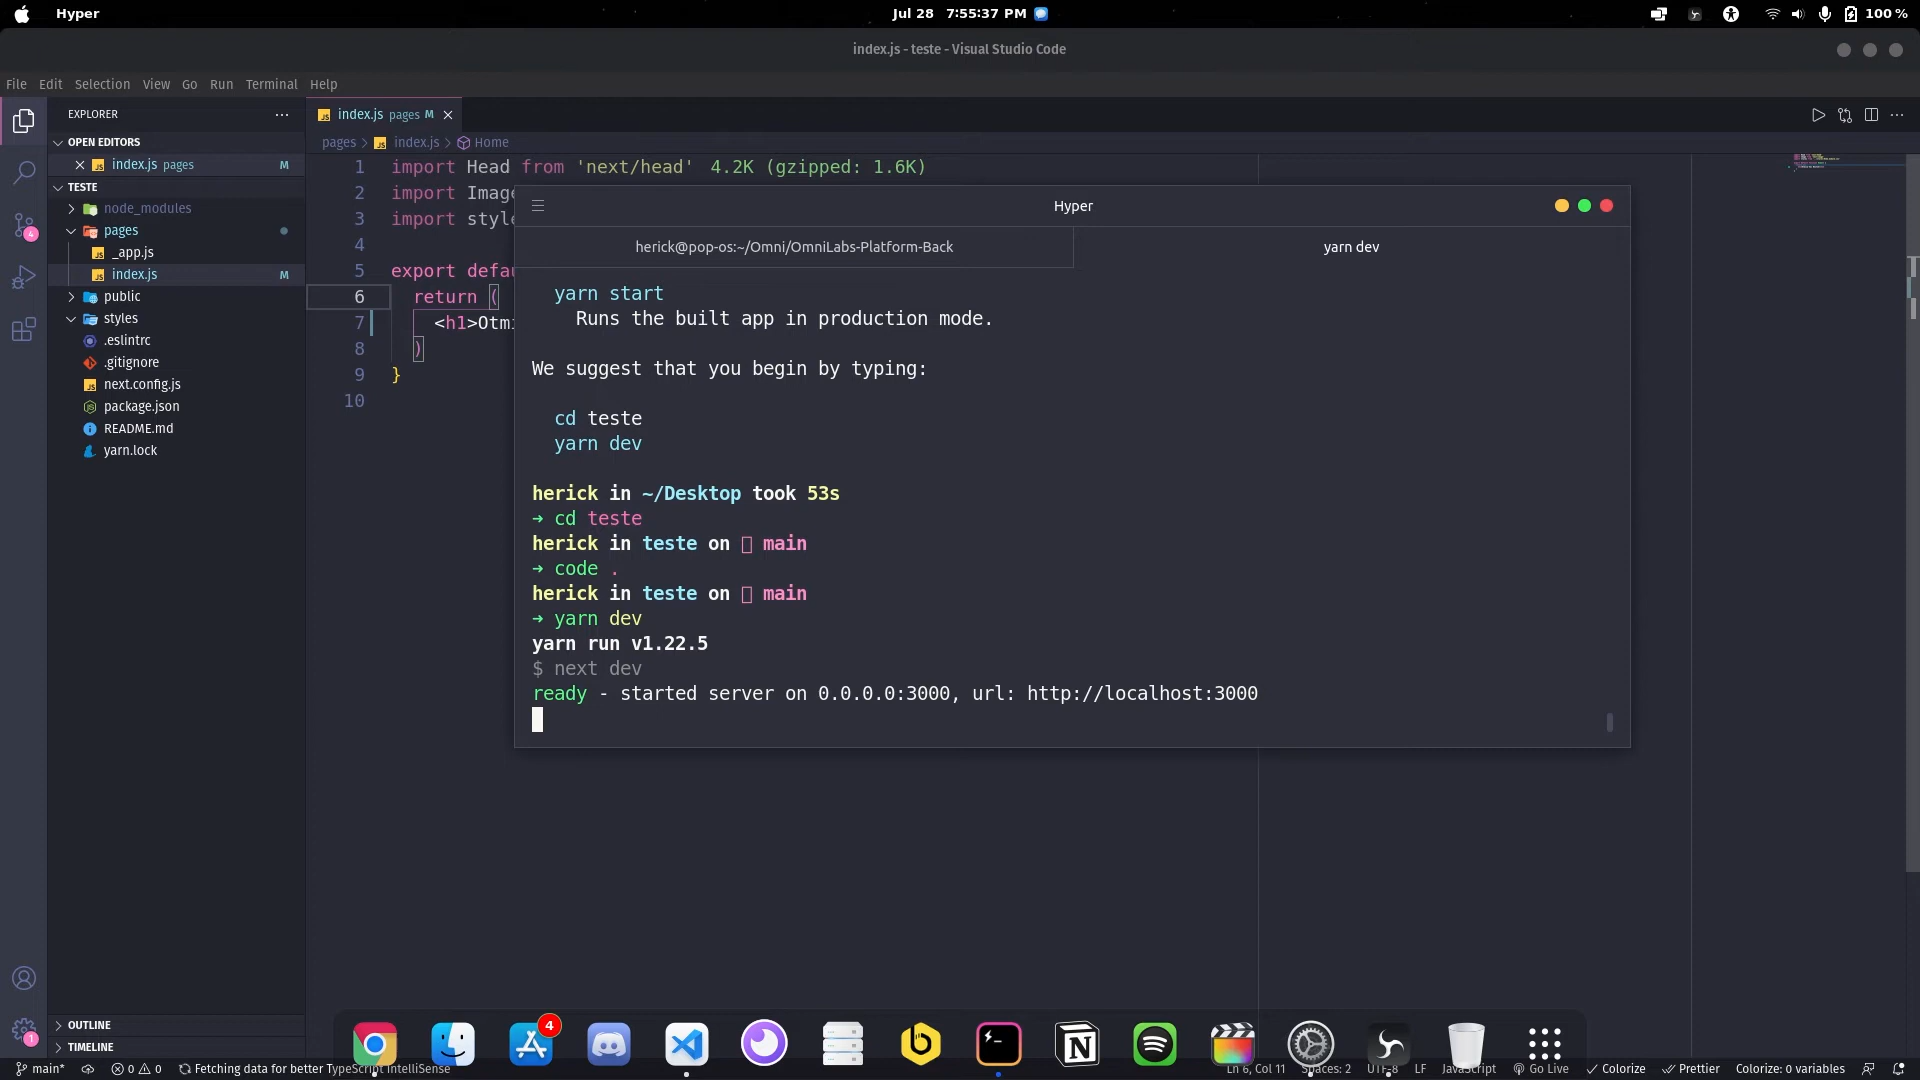 Hyper
Jul 28 7:55:37 PM
100 %
index.js - teste - Visual Studio Code
File Edit Selection View Go Run Terminal Help
EXPLORER
OPEN EDITORS
index.js pages M
TESTE
node_modules
pages
_app.js
index.js M
public
styles
.eslintrc
.gitignore
next.config.js
package.json
README.md
yarn.lock
OUTLINE
TIMELINE
4
1
index.js pages M
pages > index.js > Home
1 import Head from 'next/head' 4.2K (gzipped: 1.6K)
2 import Image
3 import style
4
5 export defau
6 return (
7 <h1>Otmi
8 )
9 }
10
Hyper
herick@pop-os:~/Omni/OmniLabs-Platform-Back
yarn dev
yarn start
Runs the built app in production mode.
We suggest that you begin by typing:
cd teste
yarn dev
herick in ~/Desktop took 53s
➜ cd teste
herick in teste on main
➜ code .
herick in teste on main
➜ yarn dev
yarn run v1.22.5
$ next dev
ready - started server on 0.0.0.0:3000, url: http://localhost:3000
4
main* 0 0 Fetching data for better TypeScript IntelliSense
Ln 6, Col 11 Spaces: 2 UTF-8 LF JavaScript Go Live Colorize Prettier Colorize: 0 variables